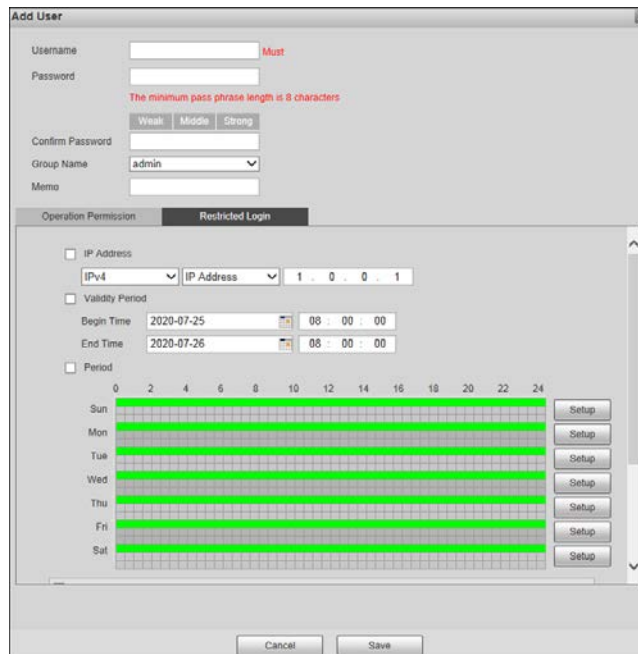 Add User
Username Must
Password
The minimum pass phrase length is 8 characters
Weak Middle Strong
Confirm Password
Group Name admin
Memo
Operation Permission Restricted Login
IP Address
IPv4 IP Address 1 . 0 . 0 . 1
Validity Period
Begin Time 2020-07-25 08 : 00 : 00
End Time 2020-07-26 08 : 00 : 00
Period
0 2 4 6 8 10 12 14 16 18 20 22 24
Sun Setup
Mon Setup
Tue Setup
Wed Setup
Thu Setup
Fri Setup
Sat Setup
Cancel Save